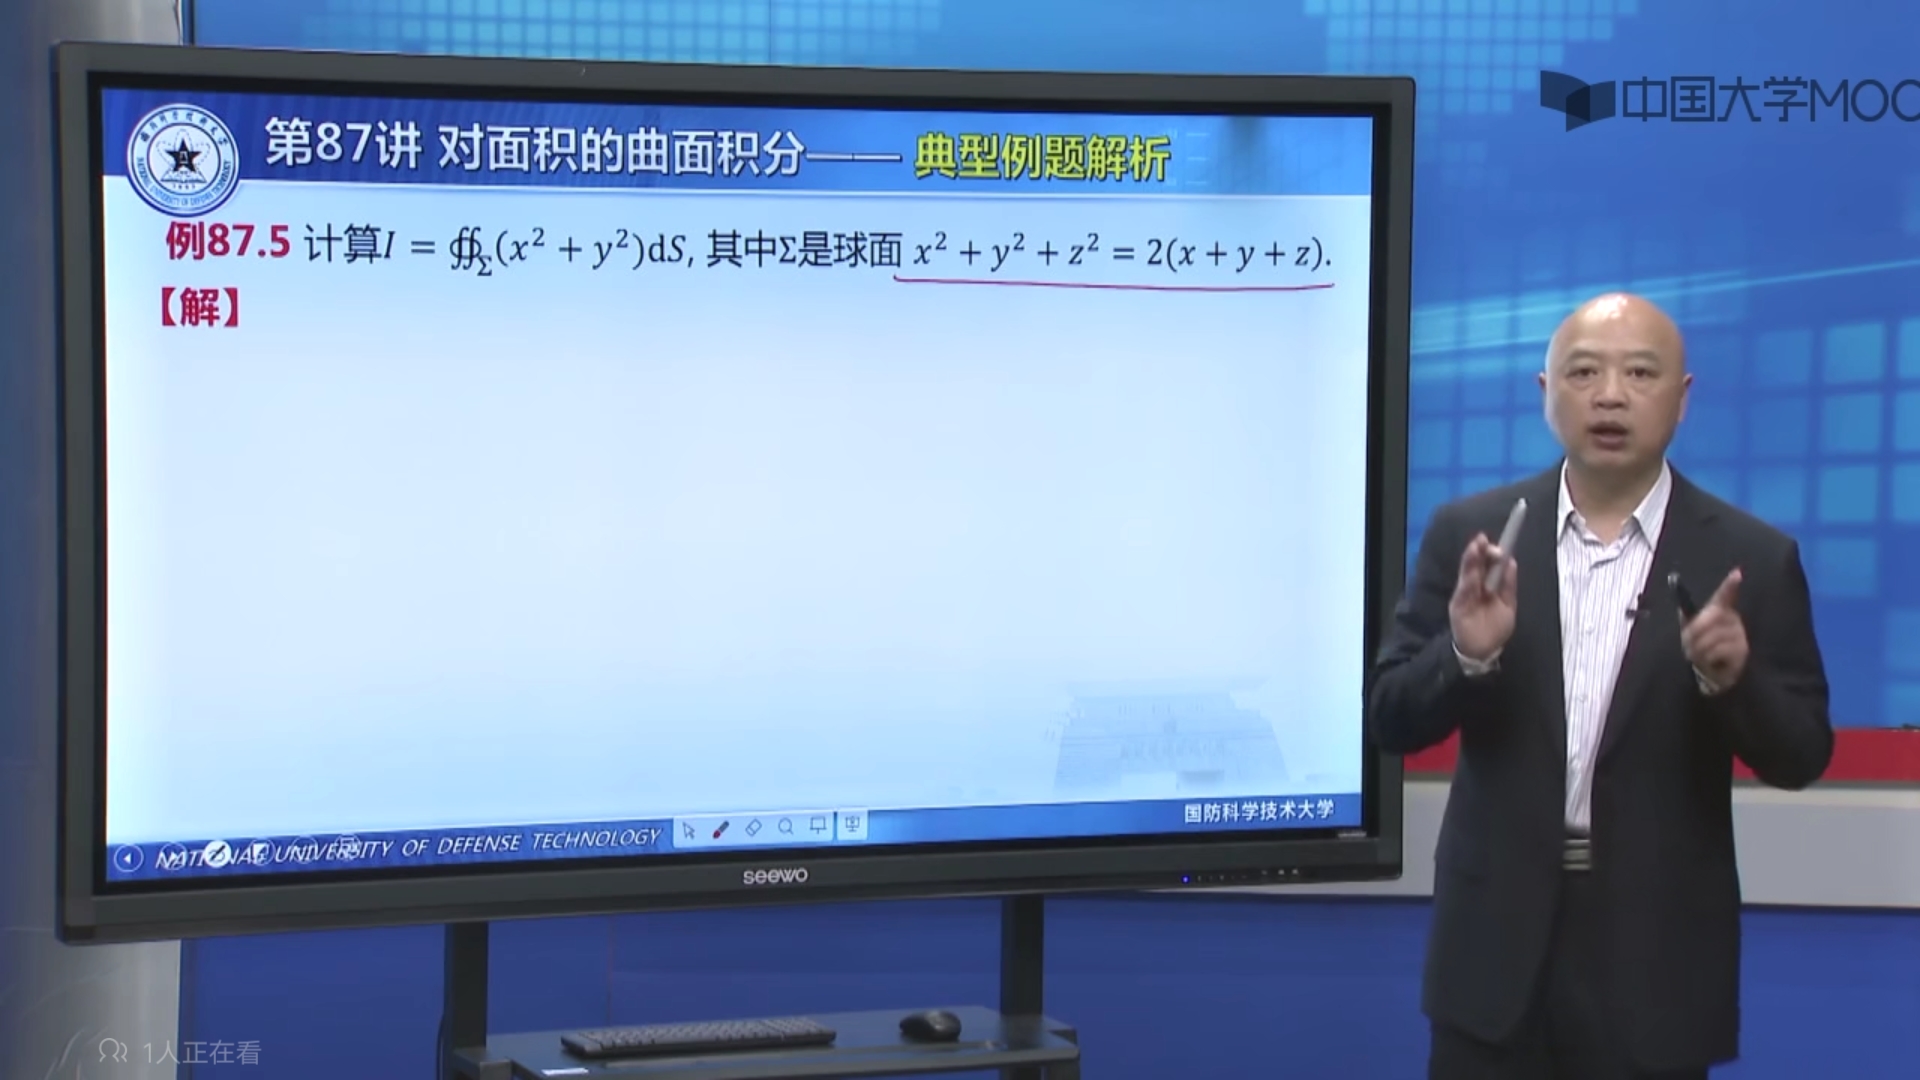 中国大学MOO
第87讲 对面积的曲面积分—— 典型例题解析
例87.5 计算I = ∯_Σ(x² + y²)dS, 其中Σ是球面 x² + y² + z² = 2(x + y + z).
【解】
国防科学技术大学
NATIONAL UNIVERSITY OF DEFENSE TECHNOLOGY
seewo
1人正在看